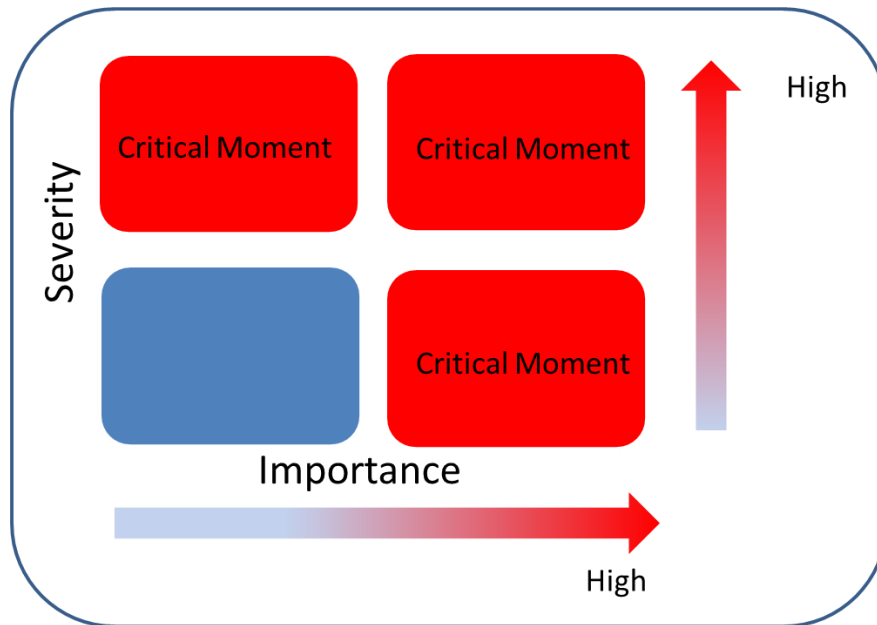 High
Critical Moment
Critical Moment
Severity
Critical Moment
Importance
High